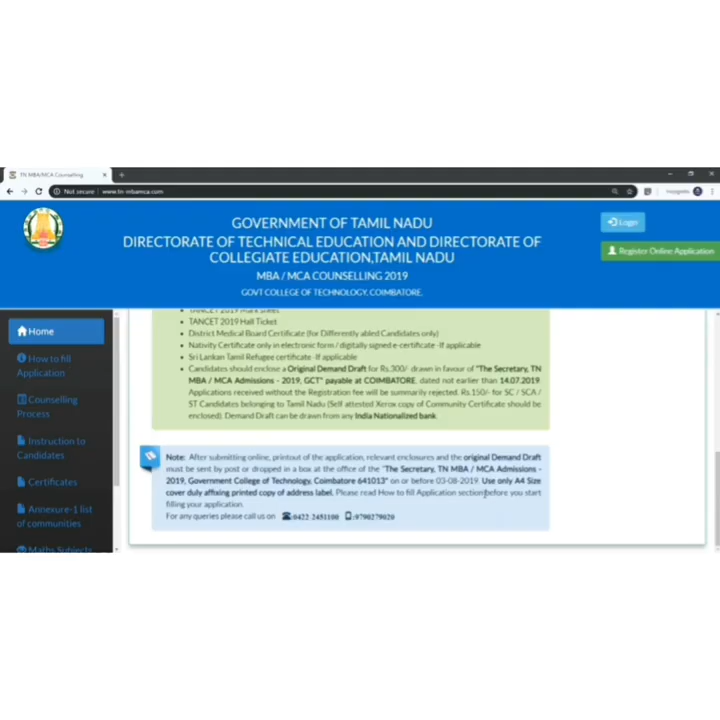 TN MBA/MCA Counselling
Not secure | www.tn-mbamca.com
Incognito
GOVERNMENT OF TAMIL NADU
DIRECTORATE OF TECHNICAL EDUCATION AND DIRECTORATE OF
COLLEGIATE EDUCATION,TAMIL NADU
MBA / MCA COUNSELLING 2019
GOVT COLLEGE OF TECHNOLOGY, COIMBATORE.
Login
Register Online Application
Home
How to fill
Application
Counselling
Process
Instruction to
Candidates
Certificates
Annexure-1 list
of communities
Maths Subjects
TANCET 2019 Mark Sheet
TANCET 2019 Hall Ticket
District Medical Board Certificate (for Differently abled Candidates only)
Nativity Certificate only in electronic form / digitally signed e-certificate -If applicable
Sri Lankan Tamil Refugee certificate -If applicable
Candidates should enclose a Original Demand Draft for Rs.300/- drawn in favour of "The Secretary, TN
MBA / MCA Admissions - 2019, GCT" payable at COIMBATORE, dated not earlier than 14.07.2019.
Applications received without the Registration fee will be summarily rejected. Rs.150/- for SC / SCA /
ST Candidates belonging to Tamil Nadu (Self attested Xerox copy of Community Certificate should be
enclosed). Demand Draft can be drawn from any India Nationalized bank.
Note: After submitting online, printout of the application, relevant enclosures and the original Demand Draft
must be sent by post or dropped in a box at the office of the "The Secretary, TN MBA / MCA Admissions -
2019, Government College of Technology, Coimbatore 641013" on or before 03-08-2019. Use only A4 Size
cover duly affixing printed copy of address label. Please read How to fill Application section before you start
filling your application.
For any queries please call us on :0422 2451100 :9790279020